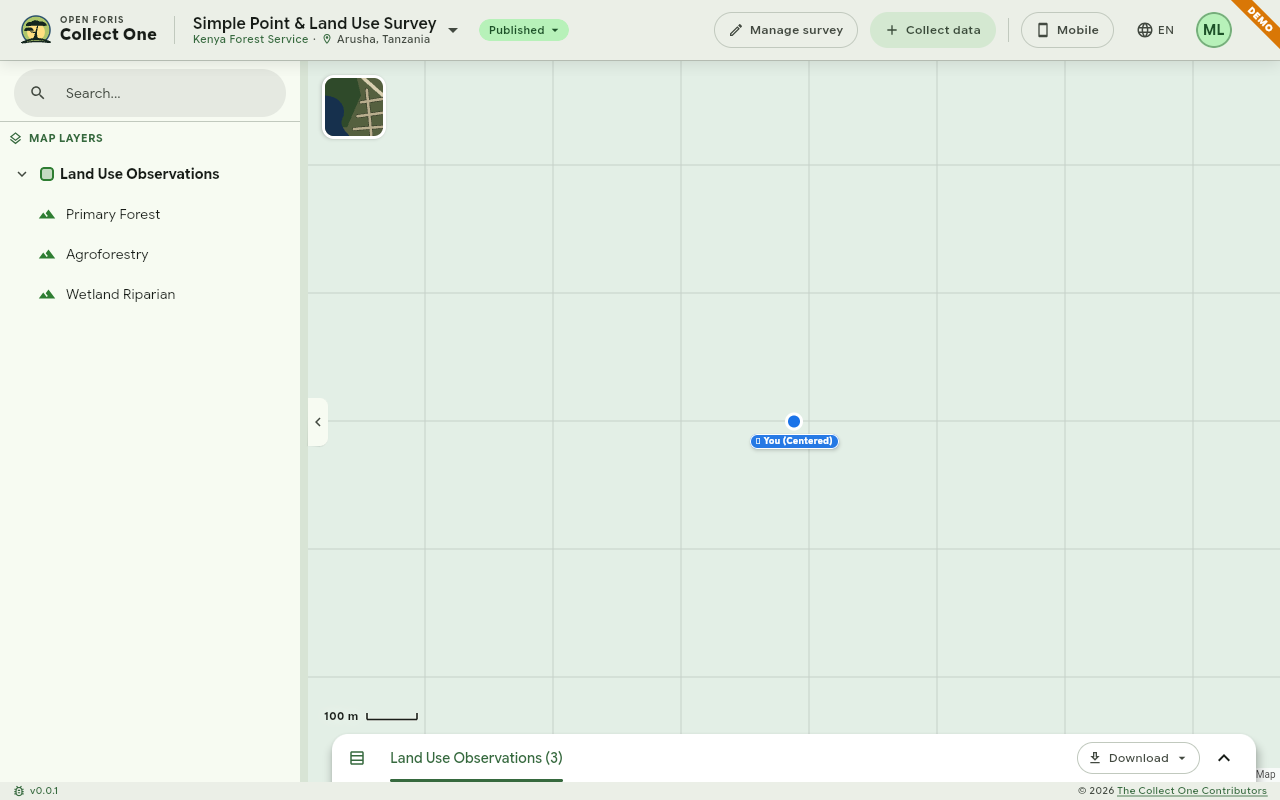 OPEN FORIS
Collect One
Simple Point & Land Use Survey
Kenya Forest Service · Arusha, Tanzania
Published
Manage survey
Collect data
Mobile
EN
ML
DEMO
Search...
MAP LAYERS
Land Use Observations
Primary Forest
Agroforestry
Wetland Riparian
You (Centered)
100 m
Land Use Observations (3)
Download
Map
v0.0.1
© 2026 The Collect One Contributors